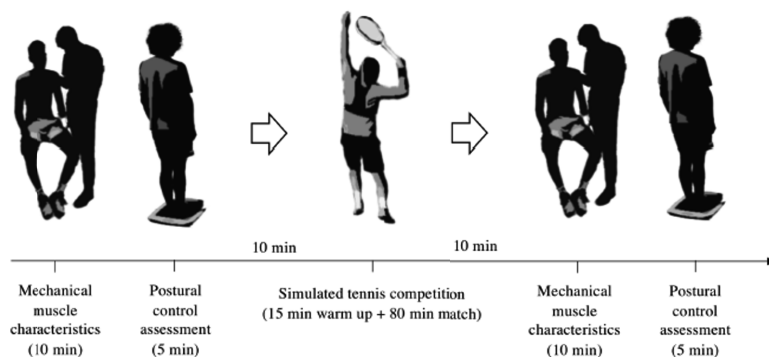 10 min
10 min
Mechanical
muscle
characteristics
(10 min)
Postural
control
assessment
(5 min)
Simulated tennis competition
(15 min warm up + 80 min match)
Mechanical
muscle
characteristics
(10 min)
Postural
control
assessment
(5 min)